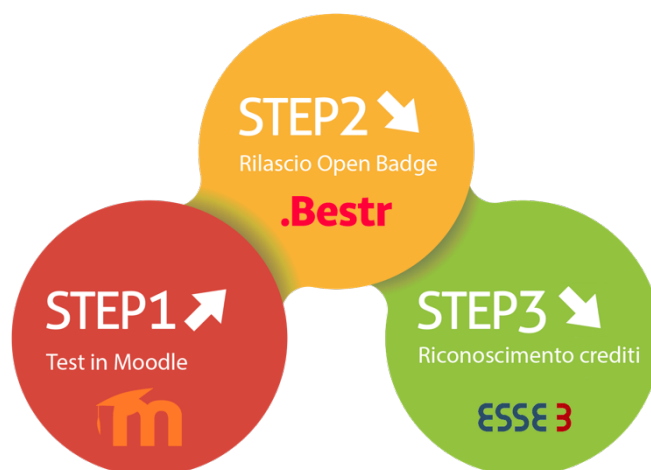 STEP1
Test in Moodle
m
STEP2
Rilascio Open Badge
.Bestr
STEP3
Riconoscimento crediti
ESSE3